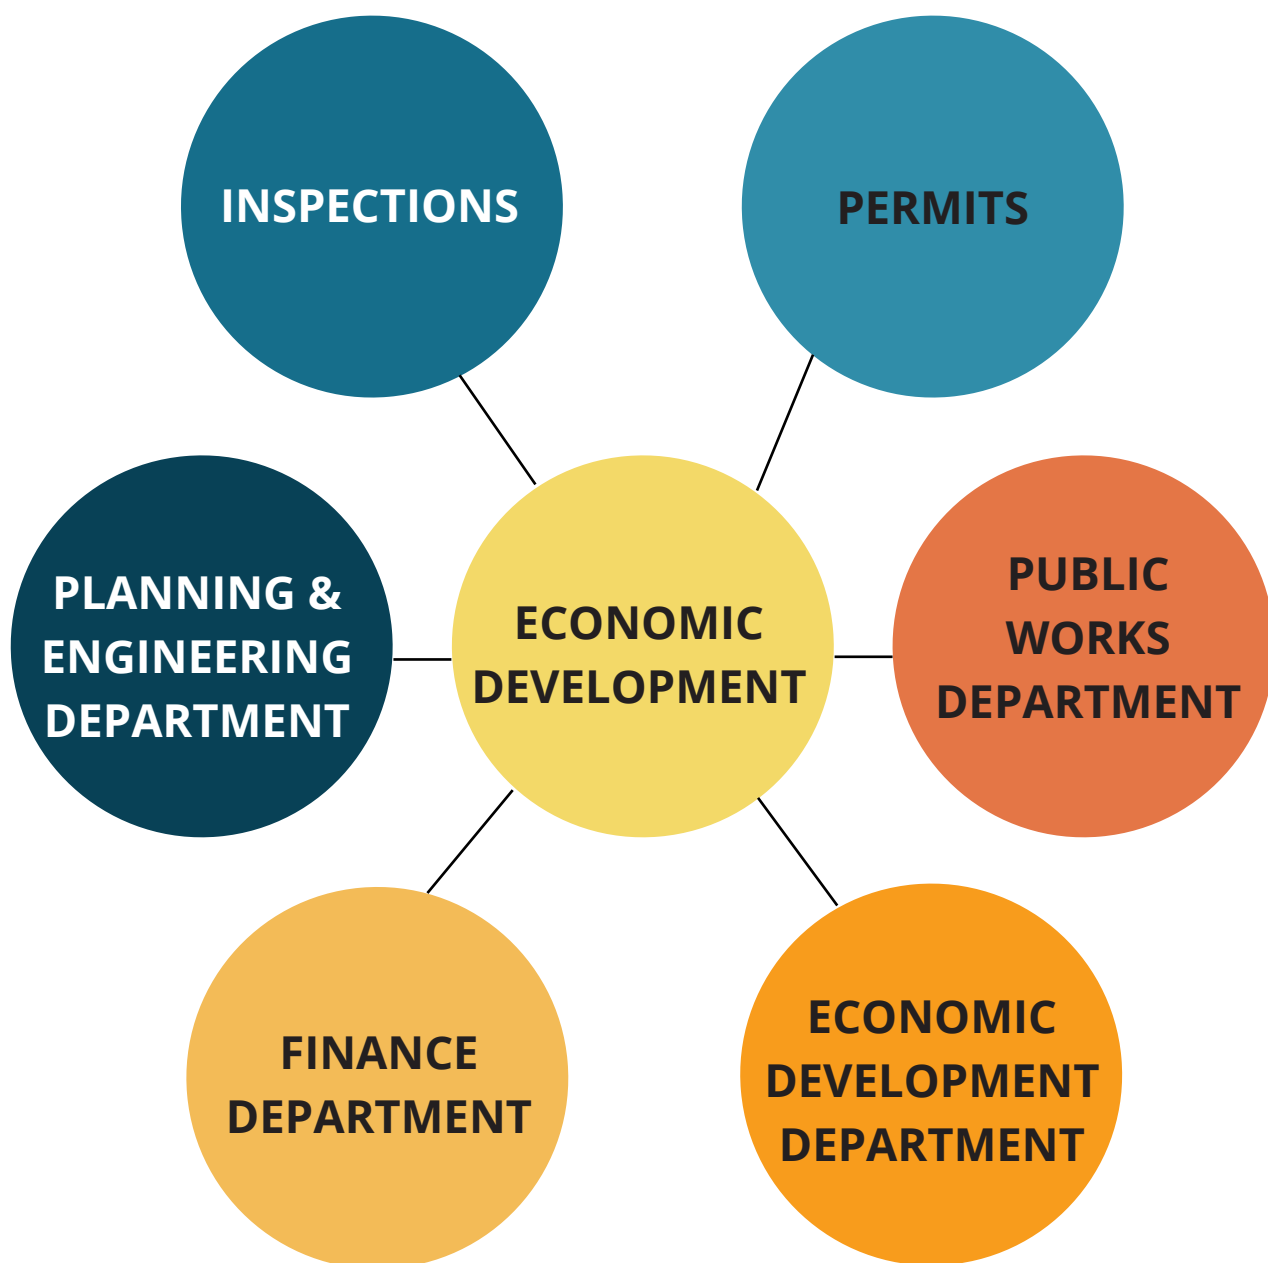 INSPECTIONS
PERMITS
PLANNING &
ENGINEERING
DEPARTMENT
ECONOMIC
DEVELOPMENT
PUBLIC
WORKS
DEPARTMENT
FINANCE
DEPARTMENT
ECONOMIC
DEVELOPMENT
DEPARTMENT